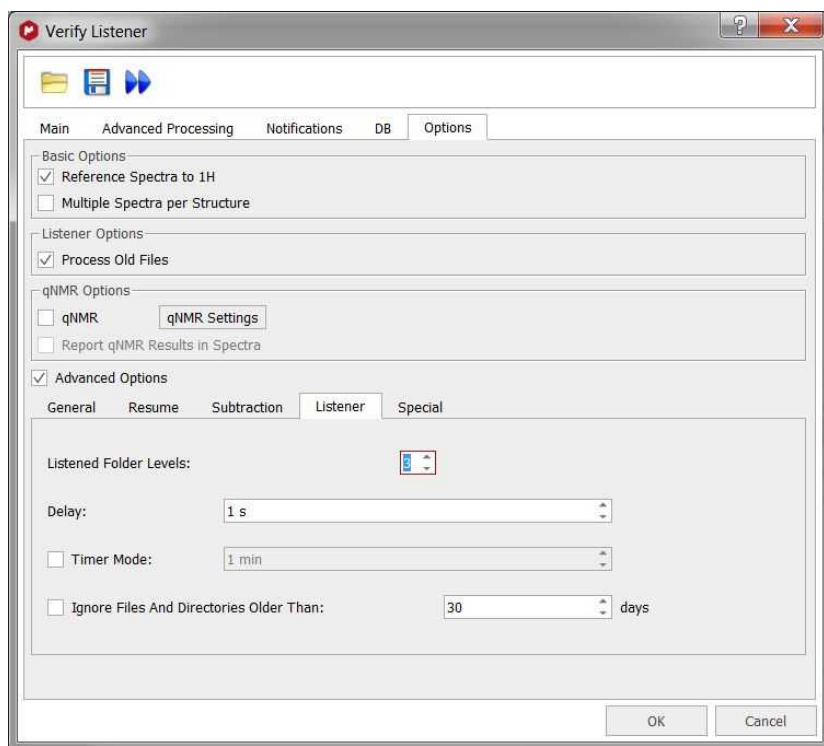 Verify Listener
Main Advanced Processing Notifications DB Options
Basic Options
Reference Spectra to 1H
Multiple Spectra per Structure
Listener Options
Process Old Files
qNMR Options
qNMR qNMR Settings
Report qNMR Results in Spectra
Advanced Options
General Resume Subtraction Listener Special
Listened Folder Levels: 3
Delay: 1 s
Timer Mode: 1 min
Ignore Files And Directories Older Than: 30 days
OK Cancel